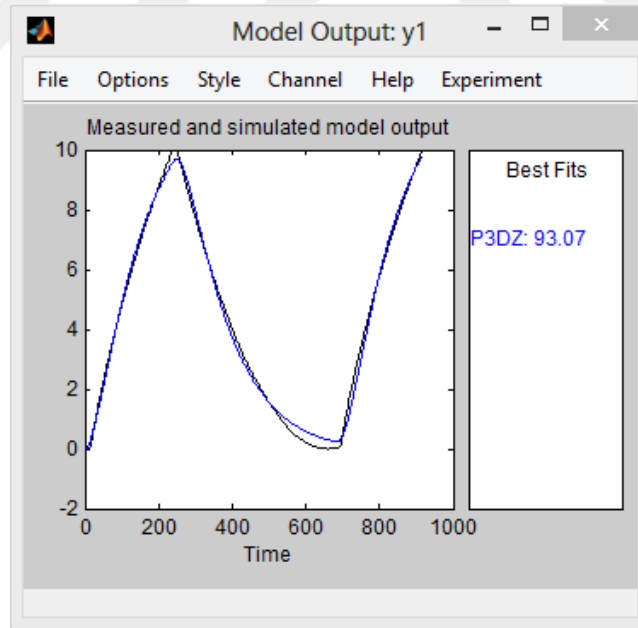 Model Output: y1
File Options Style Channel Help Experiment
Measured and simulated model output
10
8
6
4
2
0
-2
0 200 400 600 800 1000
Time
Best Fits
P3DZ: 93.07